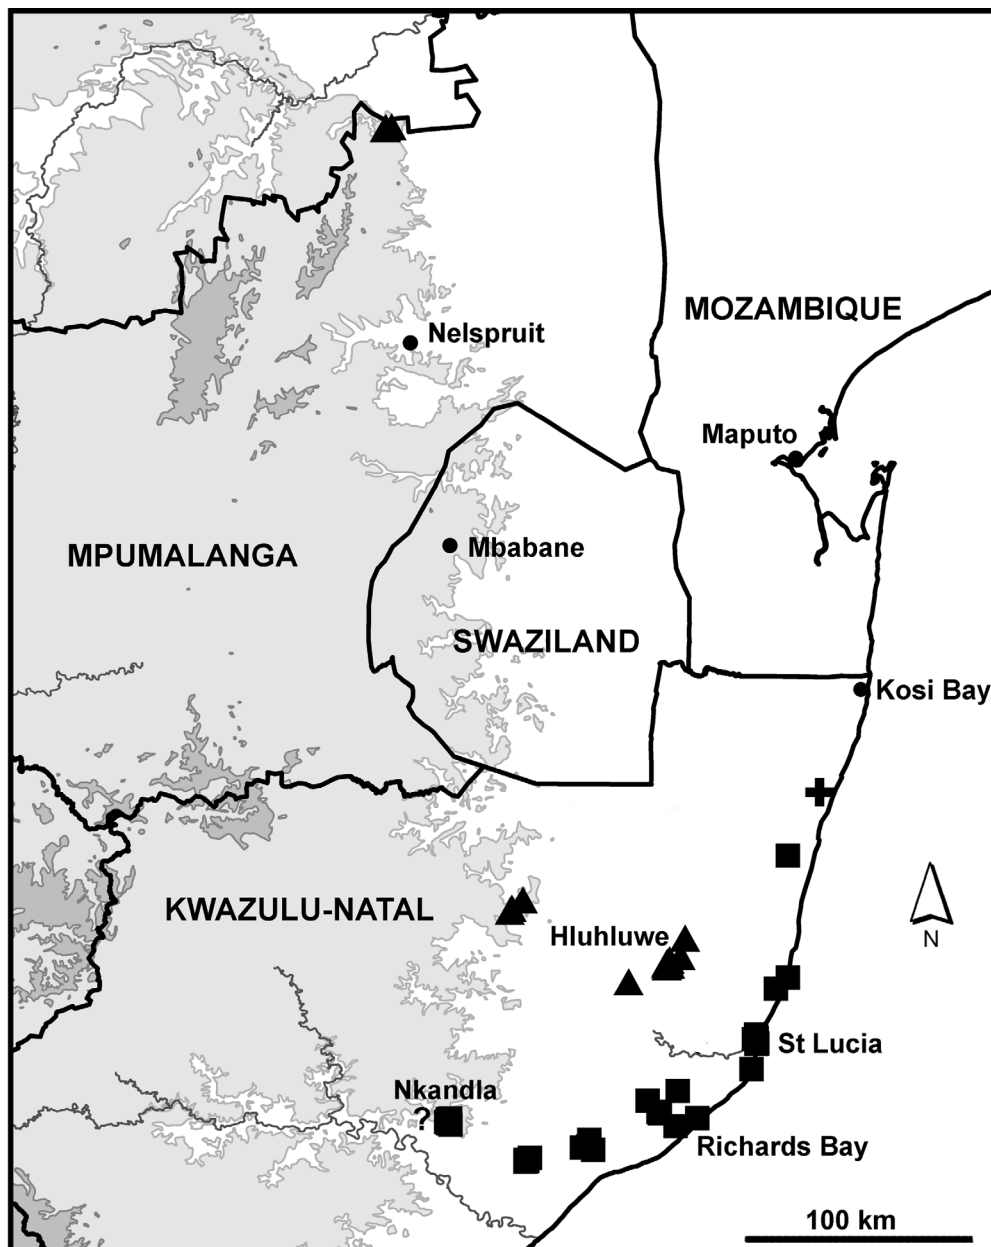 MOZAMBIQUE
Nelspruit
Maputo
Mbabane
MPUMALANGA
SWAZILAND
Kosi Bay
KWAZULU-NATAL
Hluhluwe
N
St Lucia
Nkandla
?
Richards Bay
100 km